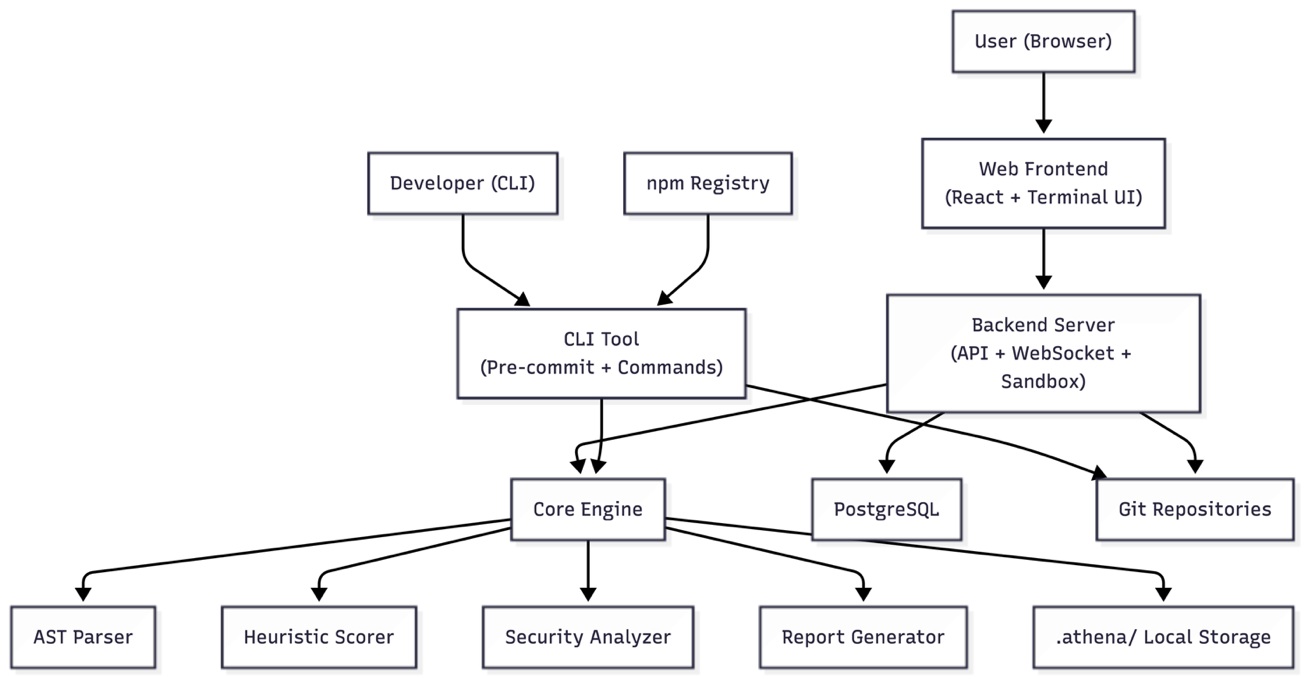 User (Browser)
Web Frontend
(React + Terminal UI)
Developer (CLI)
npm Registry
Backend Server
(API + WebSocket +
Sandbox)
CLI Tool
(Pre-commit + Commands)
Core Engine
PostgreSQL
Git Repositories
AST Parser
Heuristic Scorer
Security Analyzer
Report Generator
.athena/ Local Storage